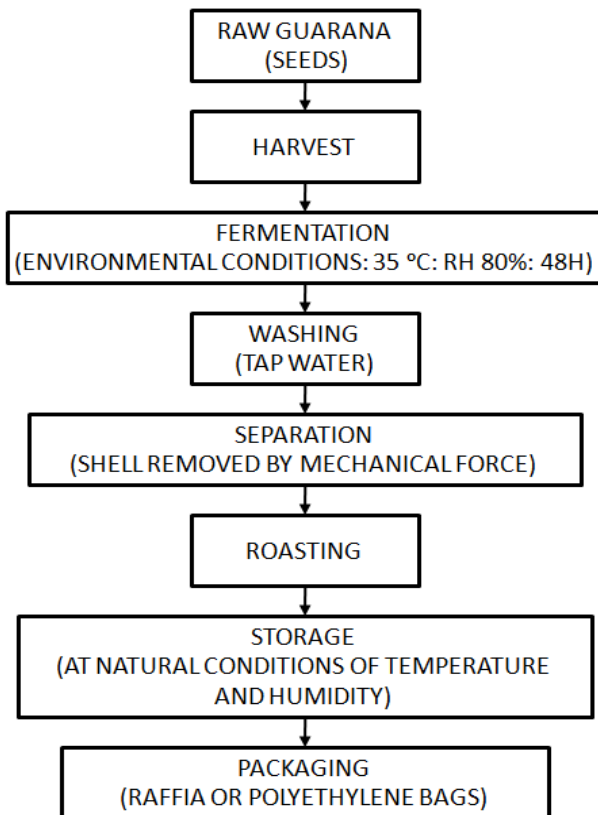 RAW GUARANA
(SEEDS)
HARVEST
FERMENTATION
(ENVIRONMENTAL CONDITIONS: 35 °C: RH 80%: 48H)
WASHING
(TAP WATER)
SEPARATION
(SHELL REMOVED BY MECHANICAL FORCE)
ROASTING
STORAGE
(AT NATURAL CONDITIONS OF TEMPERATURE
AND HUMIDITY)
PACKAGING
(RAFFIA OR POLYETHYLENE BAGS)